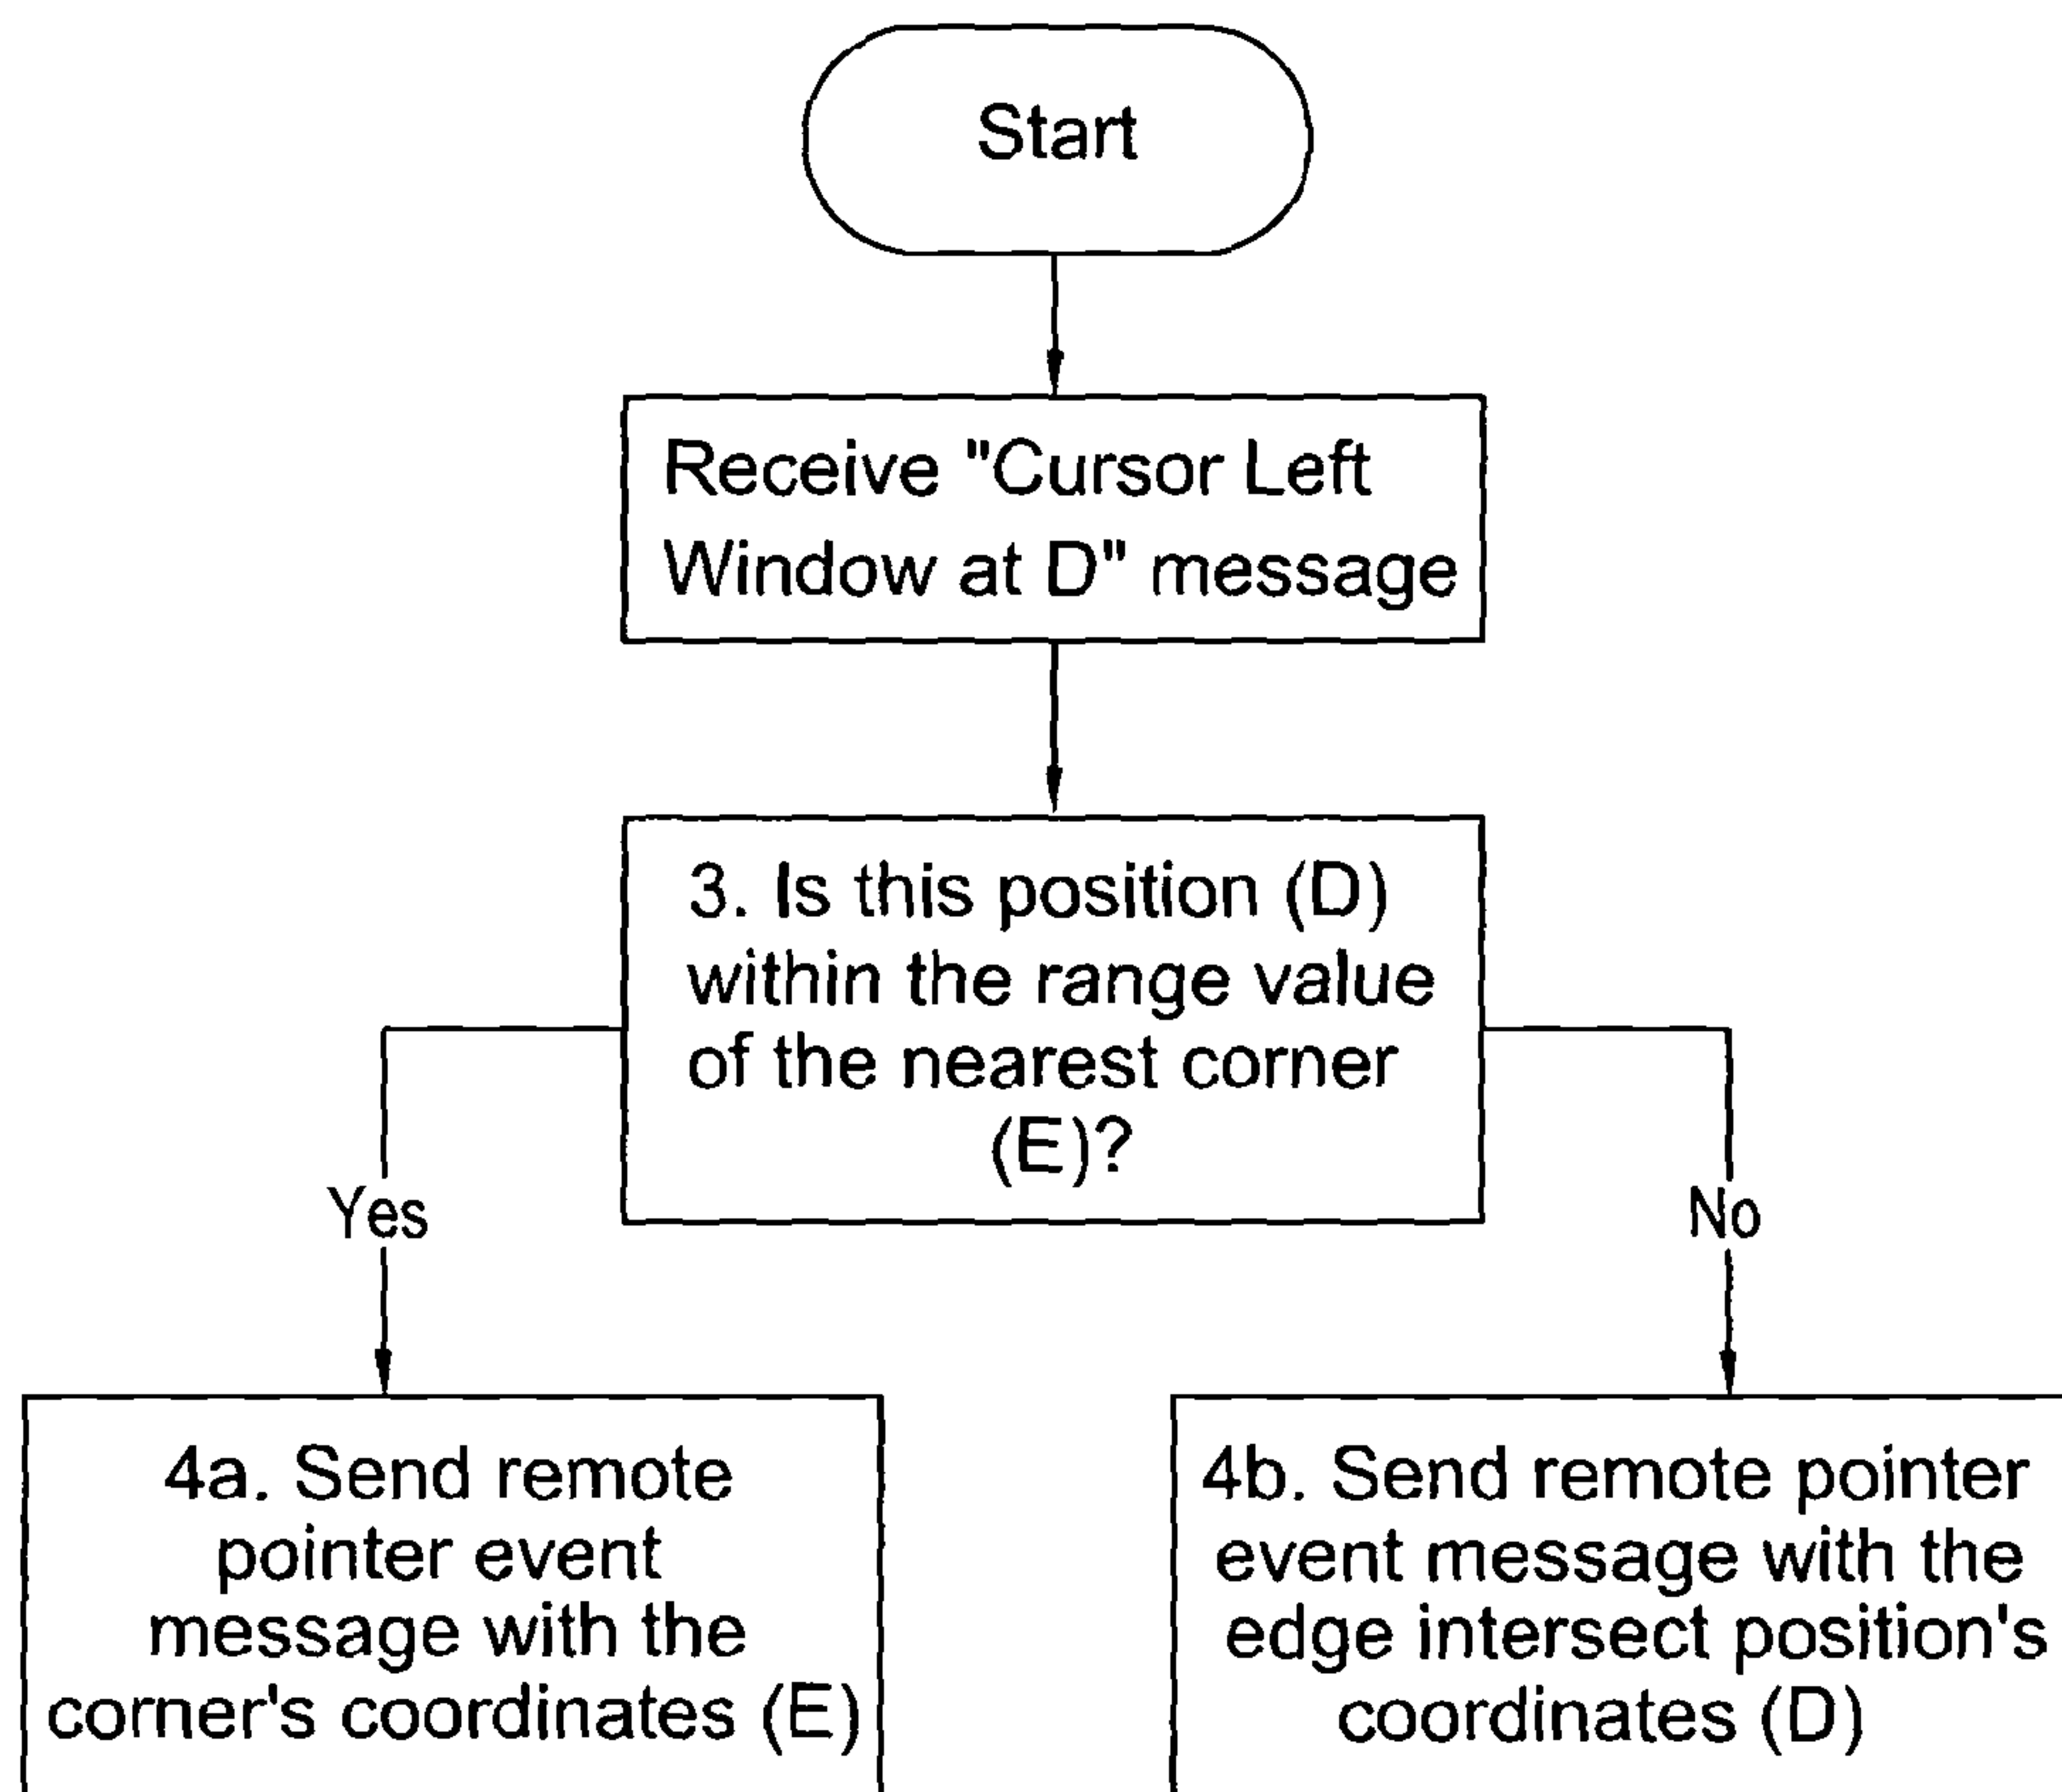 Start
Receive "Cursor Left
Window at D" message
3. Is this position (D)
within the range value
of the nearest corner
(E)?
Yes
No
4a. Send remote
pointer event
message with the
corner's coordinates (E)
4b. Send remote pointer
event message with the
edge intersect position's
coordinates (D)